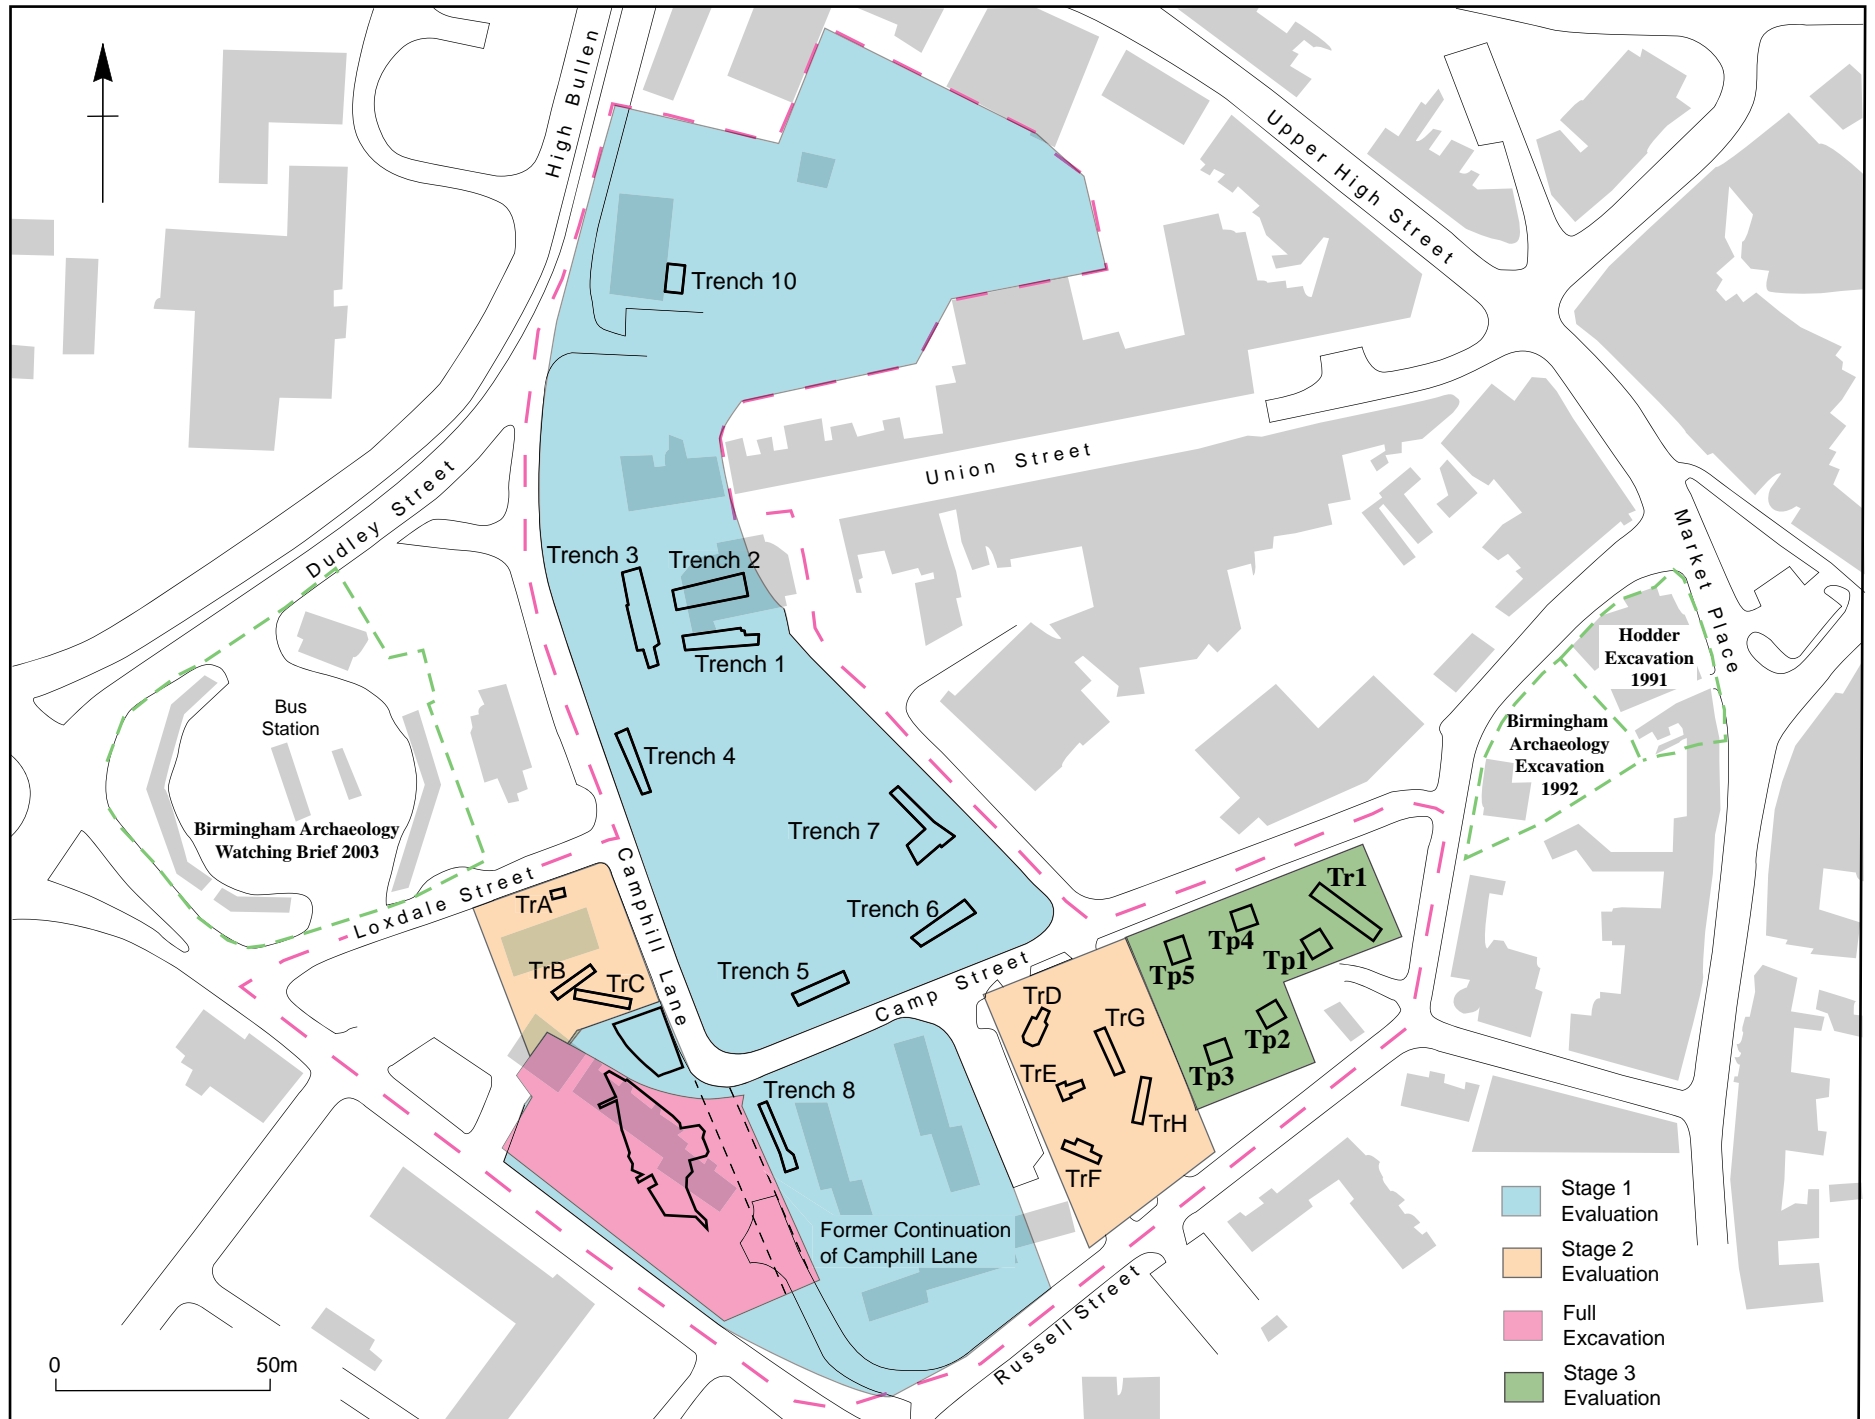 High Bullen
Upper High Street
Trench 10
Union Street
Dudley Street
Market Place
Trench 3
Trench 2
Trench 1
Hodder
Excavation
1991
Bus
Station
Trench 4
Birmingham
Archaeology
Excavation
1992
Birmingham Archaeology
Watching Brief 2003
Trench 7
Camphill Lane
Loxdale Street
TrA
Trench 6
Tr1
Tp4
Tp1
Tp5
TrB
TrC
Trench 5
Camp Street
TrD
TrG
Tp2
Tp3
TrE
Trench 8
TrH
TrF
Former Continuation
of Camphill Lane
Russell Street
Stage 1
Evaluation
Stage 2
Evaluation
Full
Excavation
Stage 3
Evaluation
0 50m